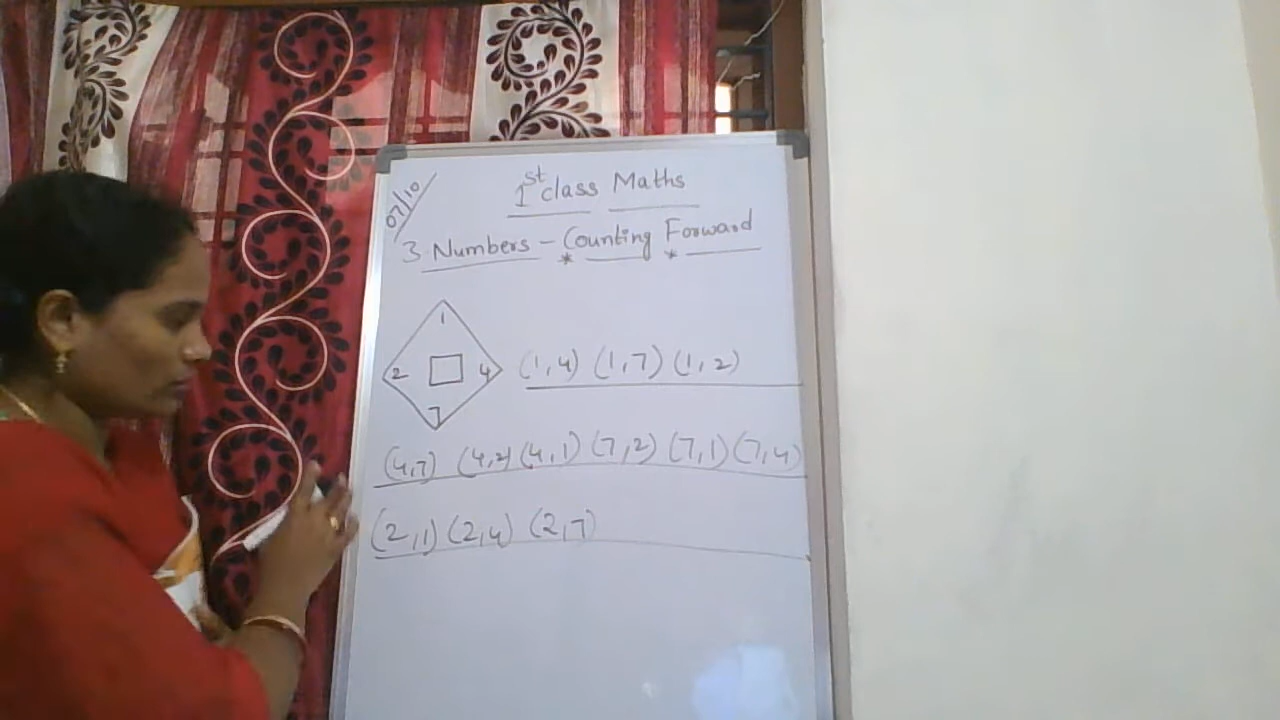 07/10
1st class Maths
3 Numbers - Counting Forward
* *
1
2 4
7
(1,4) (1,7) (1,2)
(4,7) (4,2) (4,1) (7,2) (7,1) (7,4)
(2,1) (2,4) (2,7)